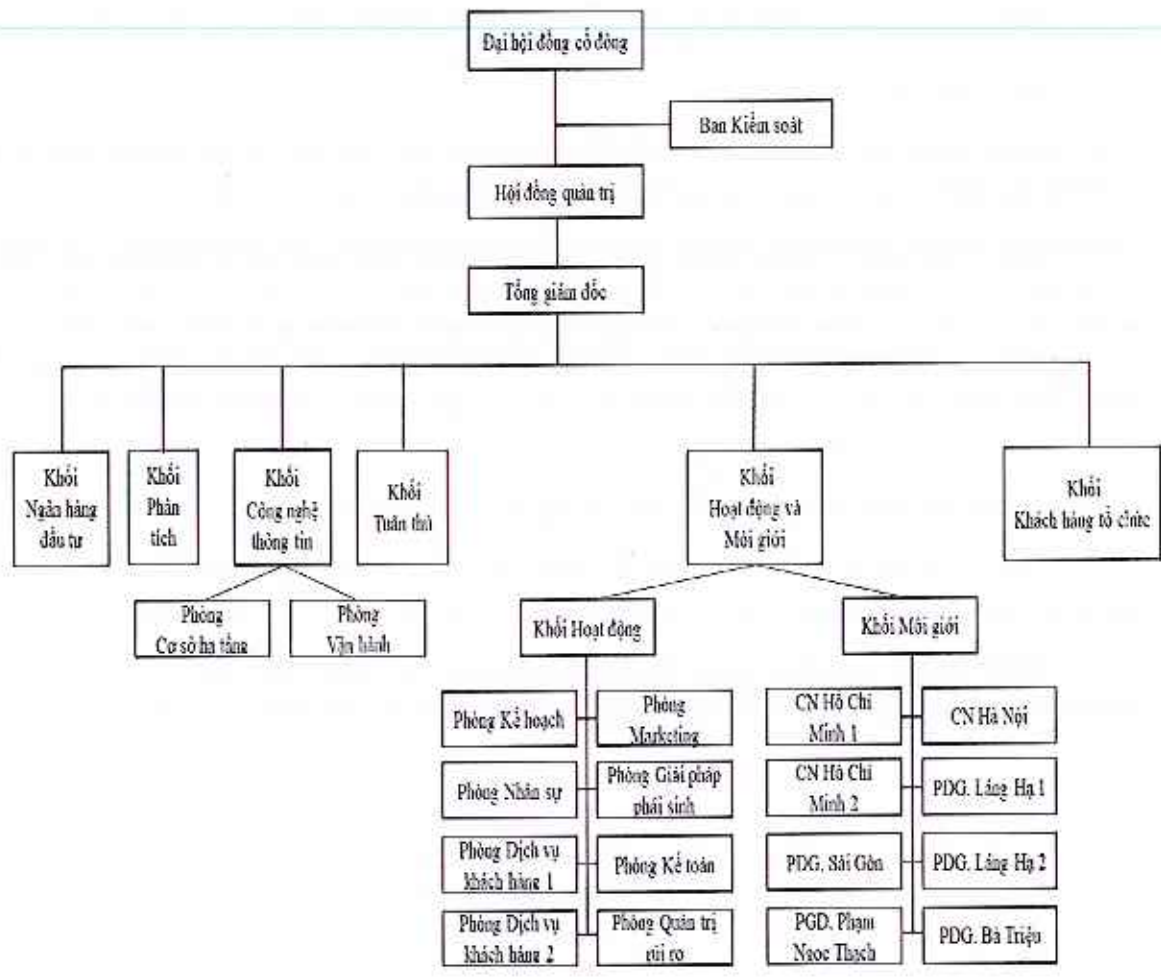 Đại hội đồng cổ đông
Ban Kiểm soát
Hội đồng quản trị
Tổng giám đốc
Khối
Ngân hàng
đầu tư
Khối
Phân
tích
Khối
Công nghệ
thông tin
Khối
Tuân thủ
Khối
Hoạt động và
Môi giới
Khối
Khách hàng tổ chức
Phòng
Cơ sở hạ tầng
Phòng
Vận hành
Khối Hoạt động
Khối Môi giới
Phòng Kế hoạch
Phòng
Marketing
Phòng Nhân sự
Phòng Giải pháp
phái sinh
Phòng Dịch vụ
khách hàng 1
Phòng Kế toán
Phòng Dịch vụ
khách hàng 2
Phòng Quản trị
rủi ro
CN Hồ Chí
Minh 1
CN Hà Nội
CN Hồ Chí
Minh 2
PDG. Láng Hạ 1
PDG. Sài Gòn
PDG. Láng Hạ 2
PGD. Phạm
Ngọc Thạch
PDG. Bà Triệu